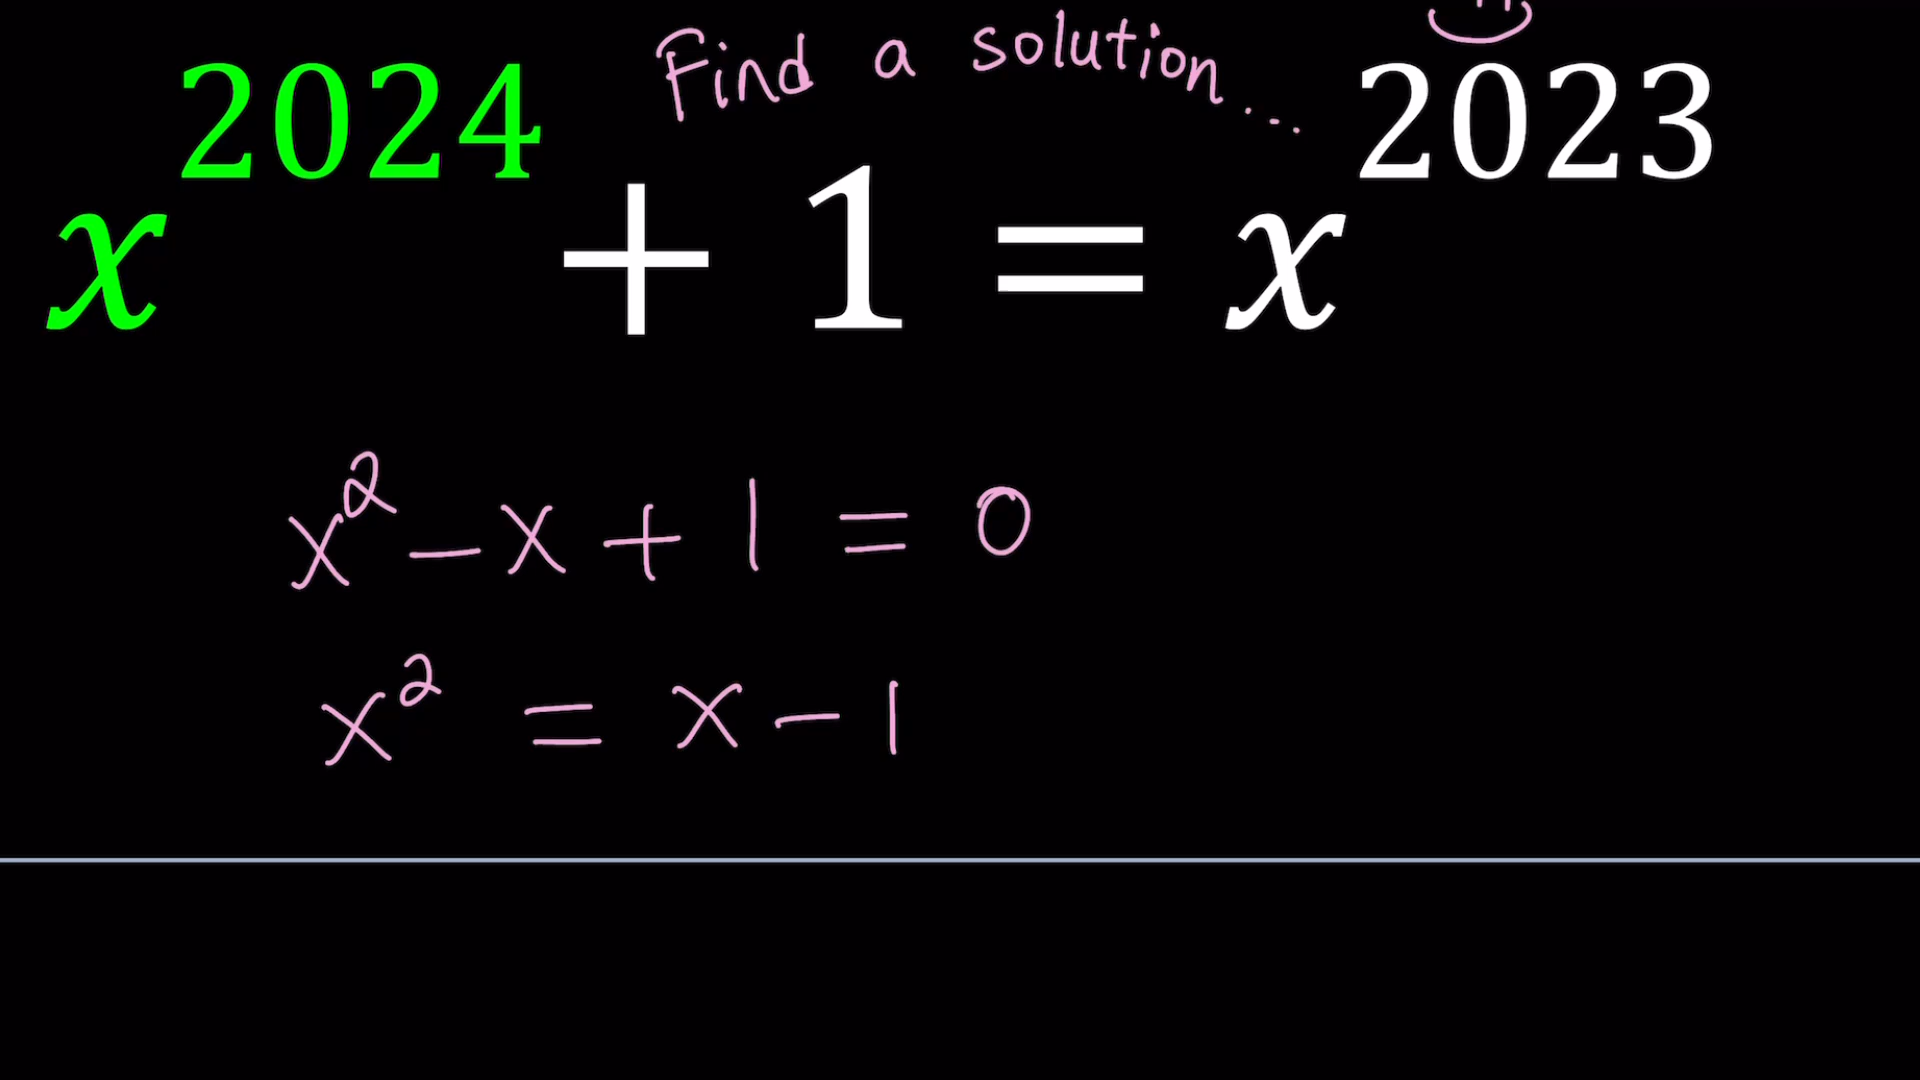 Find a solution...
x^2024 + 1 = x^2023
x^2 - x + 1 = 0
x^2 = x - 1